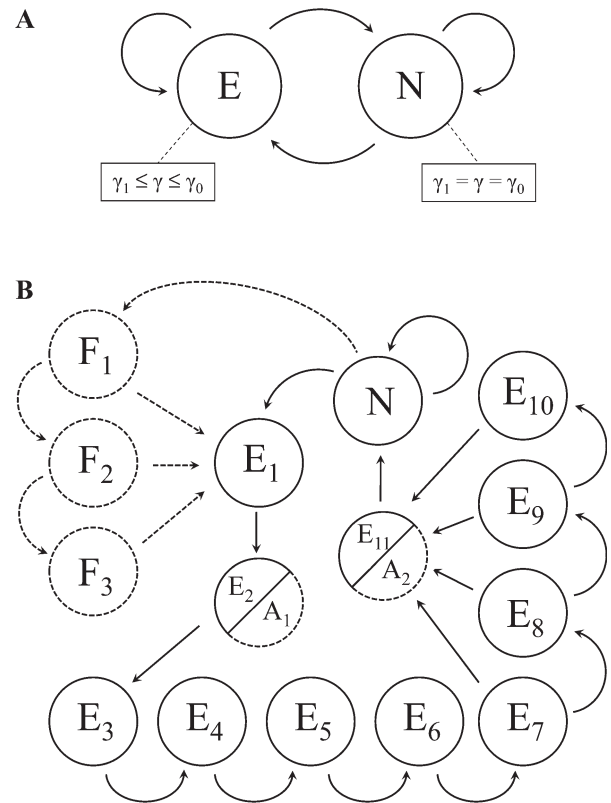 A
E
N
γ₁ ≤ γ ≤ γ₀
γ₁ = γ = γ₀
B
F₁
N
E₁₀
F₂
E₁
E₉
F₃
E₁₁
A₂
E₂
A₁
E₈
E₃
E₄
E₅
E₆
E₇